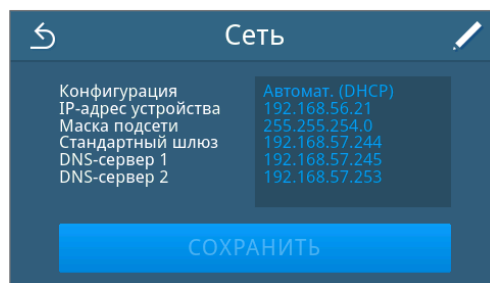 Сеть
Конфигурация Автомат. (DHCP)
IP-адрес устройства 192.168.56.21
Маска подсети 255.255.254.0
Стандартный шлюз 192.168.57.244
DNS-сервер 1 192.168.57.245
DNS-сервер 2 192.168.57.253
СОХРАНИТЬ